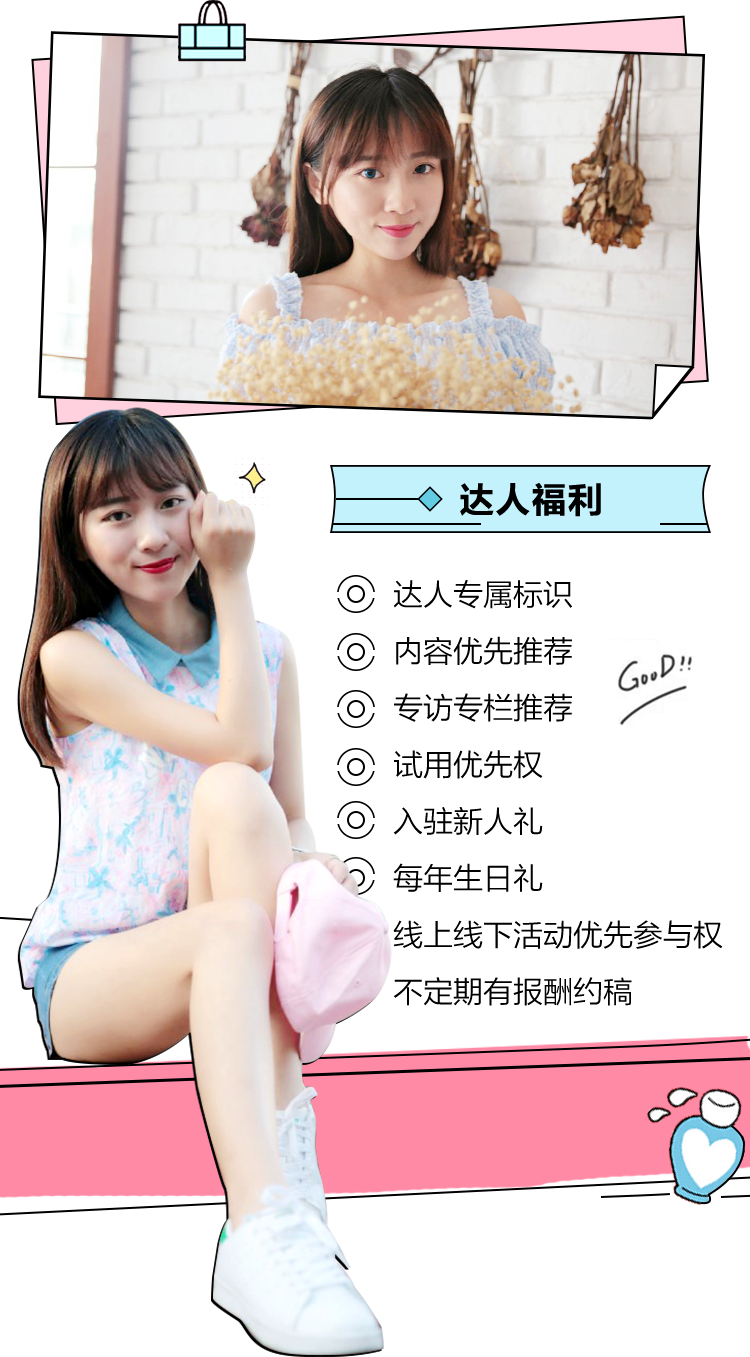 达人福利
达人专属标识
内容优先推荐
GOOD!!
专访专栏推荐
试用优先权
入驻新人礼
每年生日礼
线上线下活动优先参与权
不定期有报酬约稿